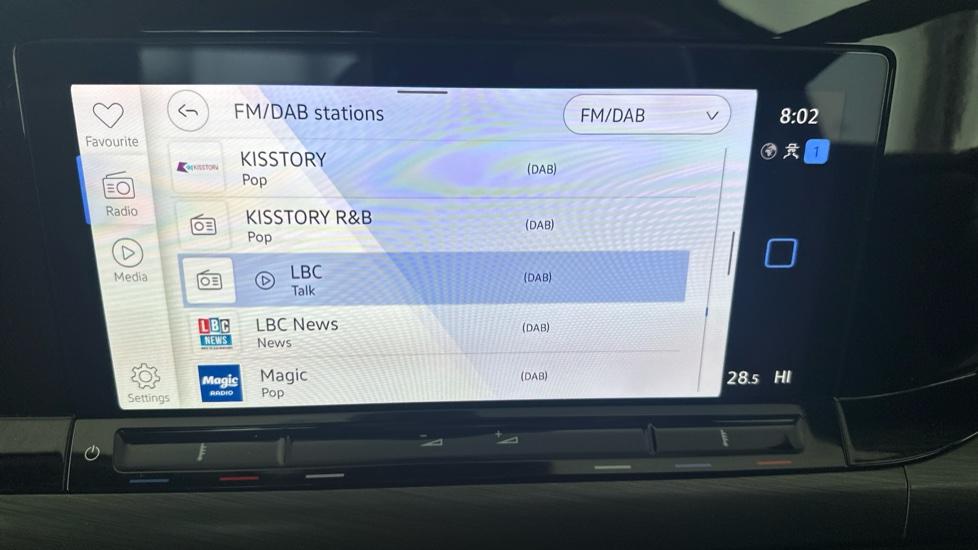 FM/DAB stations
FM/DAB
8:02
Favourite
1
KISSTORY
KISSTORY
Pop
(DAB)
Radio
KISSTORY R&B
Pop
(DAB)
Media
LBC
Talk
(DAB)
LBC
NEWS
LBC News
News
(DAB)
Settings
Magic
RADIO
Magic
Pop
(DAB)
28.5 HI